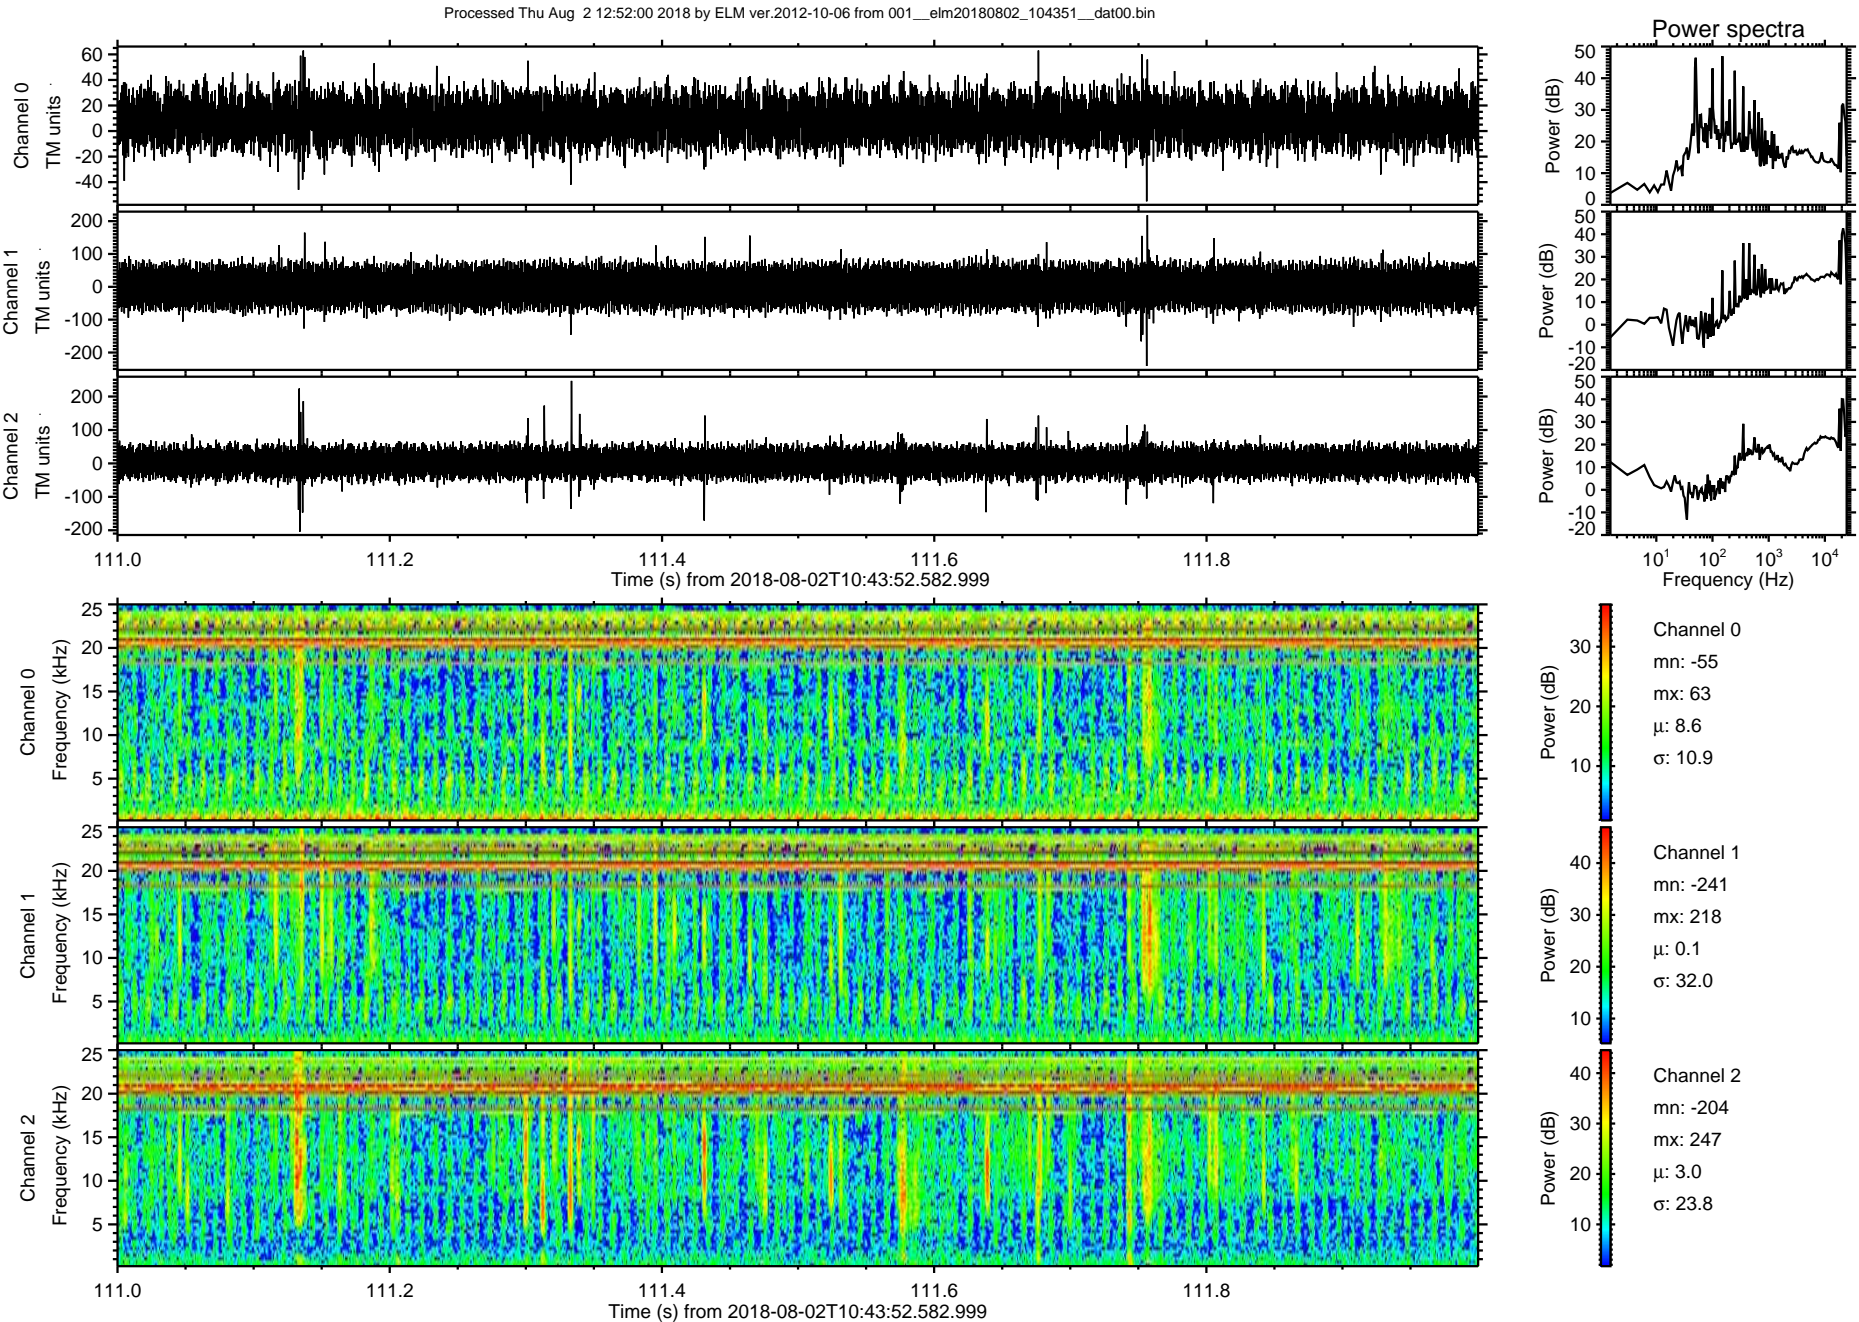 Processed Thu Aug  2 12:52:00 2018 by ELM ver.2012-10-06 from 001__elm20180802_104351__dat00.bin
Power spectra
Channel 0
TM units
60
40
20
0
-20
-40
Power (dB)
50
40
30
20
10
0
Channel 1
TM units
200
100
0
-100
-200
Power (dB)
50
40
30
20
10
0
-10
-20
Channel 2
TM units
200
100
0
-100
-200
Power (dB)
50
40
30
20
10
0
-10
-20
111.0 111.2 111.4 111.6 111.8
Time (s) from 2018-08-02T10:43:52.582.999
10^1 10^2 10^3 10^4
Frequency (Hz)
Channel 0
Frequency (kHz)
25
20
15
10
5
Power (dB)
30
20
10
Channel 0
mn: -55
mx: 63
μ: 8.6
σ: 10.9
Channel 1
Frequency (kHz)
25
20
15
10
5
Power (dB)
40
30
20
10
Channel 1
mn: -241
mx: 218
μ: 0.1
σ: 32.0
Channel 2
Frequency (kHz)
25
20
15
10
5
Power (dB)
40
30
20
10
Channel 2
mn: -204
mx: 247
μ: 3.0
σ: 23.8
111.0 111.2 111.4 111.6 111.8
Time (s) from 2018-08-02T10:43:52.582.999